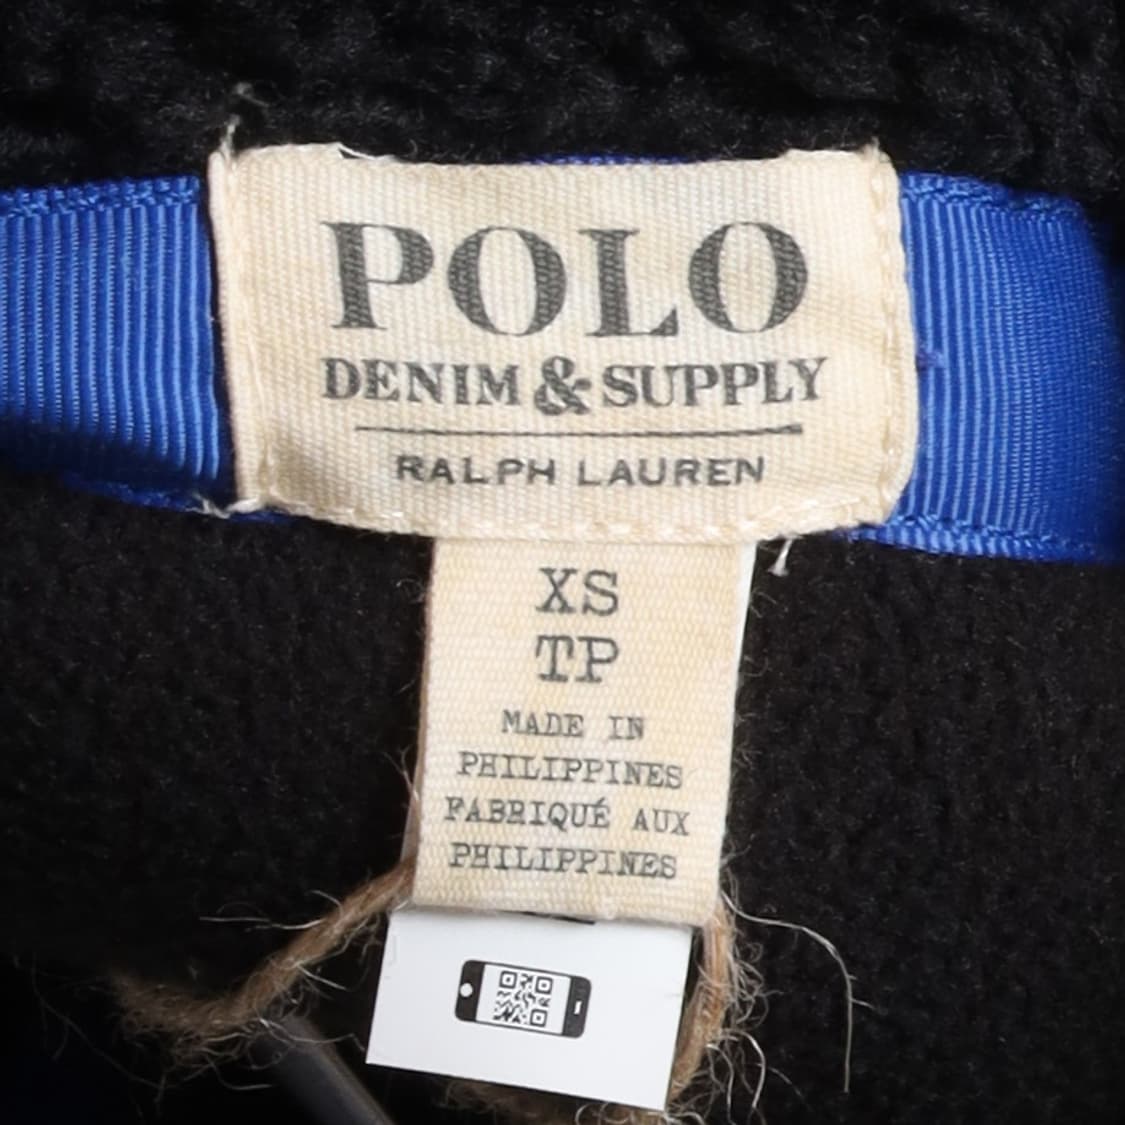 POLO
DENIM & SUPPLY
RALPH LAUREN
XS
TP
MADE IN
PHILIPPINES
FABRIQUÉ AUX
PHILIPPINES